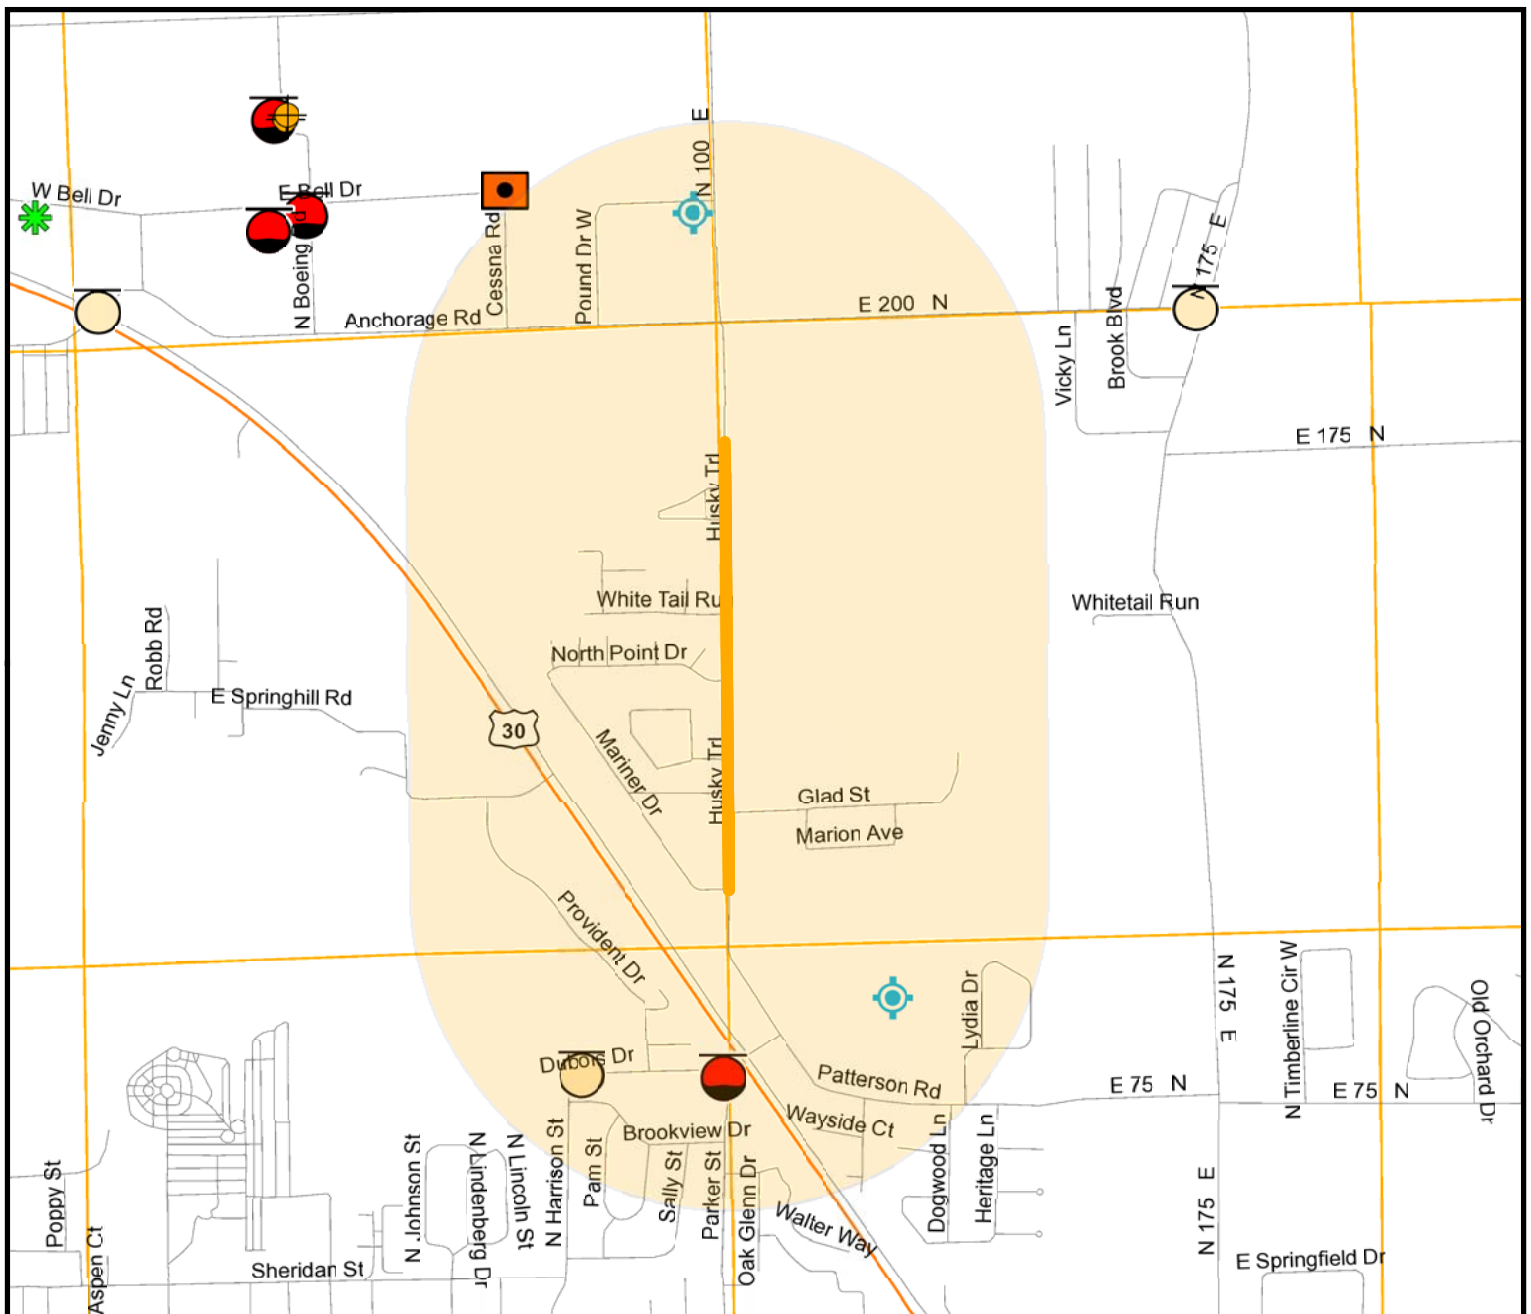 N 100 E
W Bell Dr
E Bell Dr
N 175 E
Cessna Rd
Pound Dr W
N Boeing Rd
Anchorage Rd
E 200 N
Vicky Ln
Brook Blvd
E 175 N
Husky Trl
White Tail Ru
Whitetail Run
Robb Rd
North Point Dr
Jenny Ln
E Springhill Rd
30
Mariner Dr
Husky Trl
Glad St
Marion Ave
Provident Dr
Lydia Dr
N 175 E
N Timberline Cir W
Old Orchard Dr
Dubois Dr
Patterson Rd
E 75 N
E 75 N
Wayside Ct
Brookview Dr
Dogwood Ln
Heritage Ln
Poppy St
N Johnson St
N Lindenberg Dr
N Lincoln St
N Harrison St
Pam St
Sally St
Parker St
Oak Glenn Dr
Walter Way
N 175 E
Aspen Ct
Sheridan St
E Springfield Dr